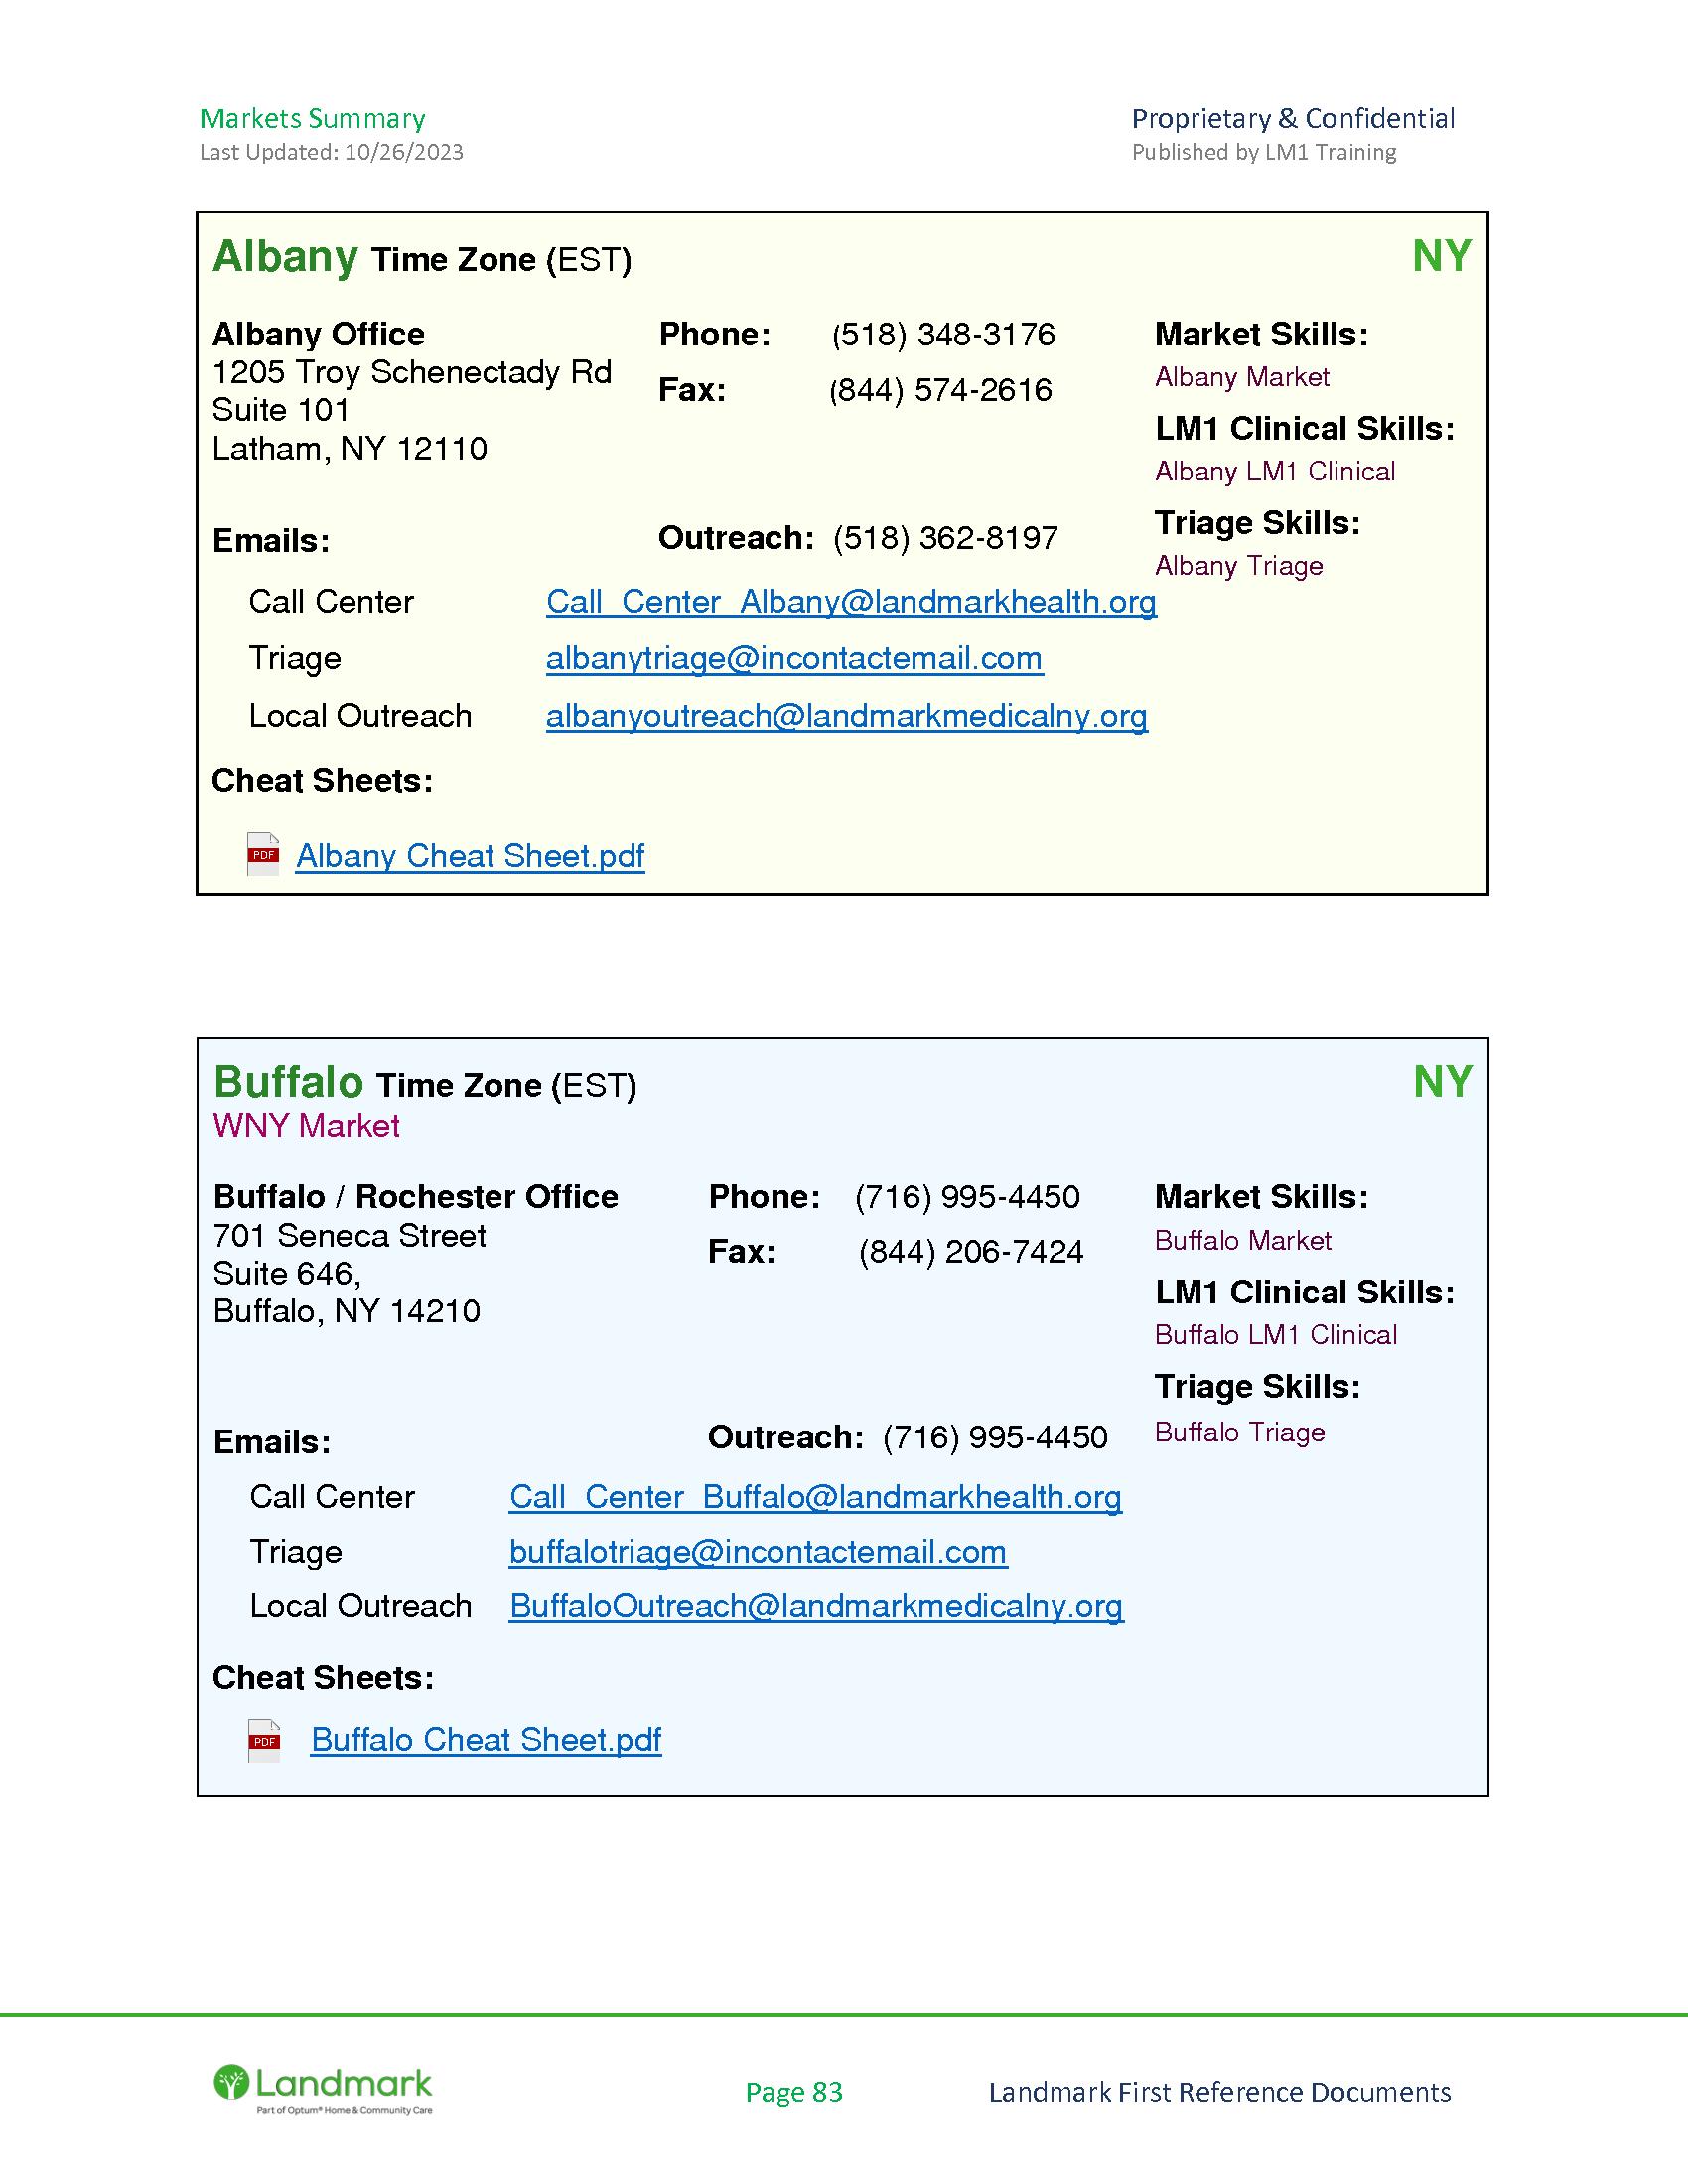 Markets Summary
Last Updated: 10/26/2023
Proprietary & Confidential
Published by LM1 Training
Albany Time Zone (EST)
NY
Albany Office
1205 Troy Schenectady Rd
Suite 101
Latham, NY 12110
Phone: (518) 348-3176
Fax: (844) 574-2616
Market Skills:
Albany Market
LM1 Clinical Skills:
Albany LM1 Clinical
Triage Skills:
Albany Triage
Emails:
Outreach: (518) 362-8197
Call Center Call_Center_Albany@landmarkhealth.org
Triage albanytriage@incontactemail.com
Local Outreach albanyoutreach@landmarkmedicalny.org
Cheat Sheets:
PDF Albany Cheat Sheet.pdf
Buffalo Time Zone (EST)
NY
WNY Market
Buffalo / Rochester Office
701 Seneca Street
Suite 646,
Buffalo, NY 14210
Phone: (716) 995-4450
Fax: (844) 206-7424
Market Skills:
Buffalo Market
LM1 Clinical Skills:
Buffalo LM1 Clinical
Triage Skills:
Buffalo Triage
Emails:
Outreach: (716) 995-4450
Call Center Call_Center_Buffalo@landmarkhealth.org
Triage buffalotriage@incontactemail.com
Local Outreach BuffaloOutreach@landmarkmedicalny.org
Cheat Sheets:
PDF Buffalo Cheat Sheet.pdf
Landmark
Part of Optum® Home & Community Care
Page 83
Landmark First Reference Documents